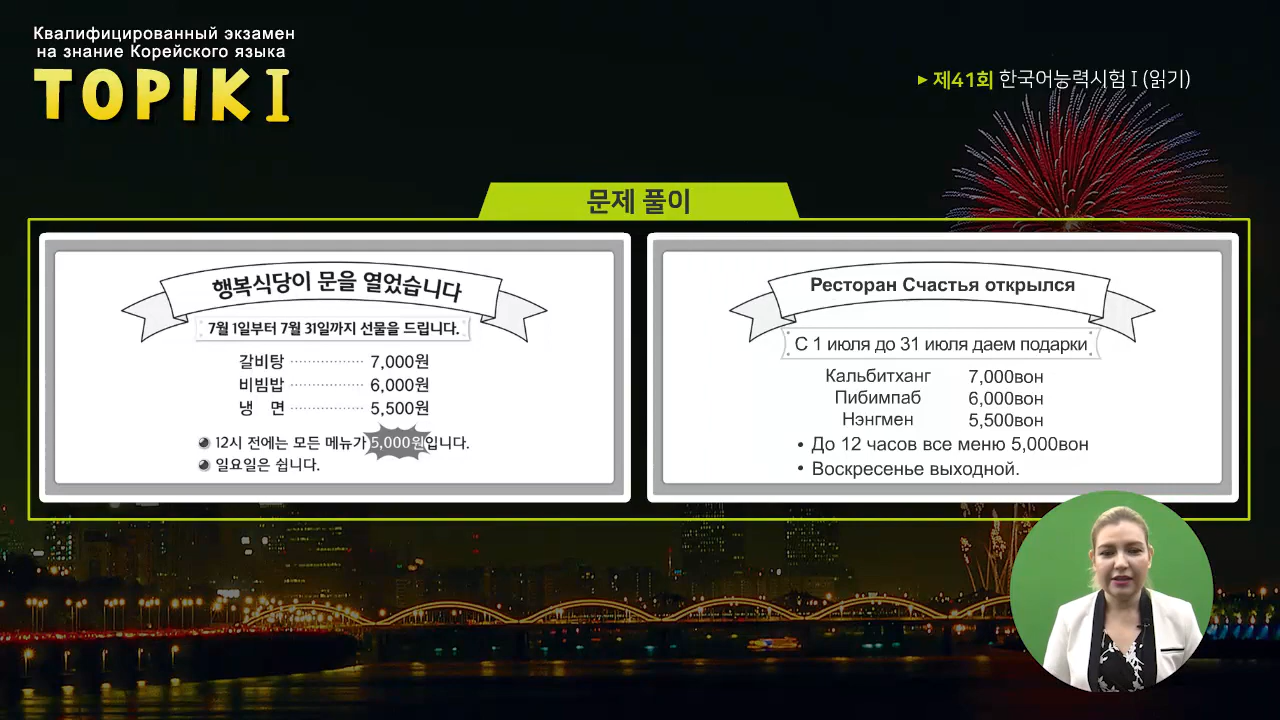 Квалифицированный экзамен
на знание Корейского языка
TOPIK I
▶ 제41회 한국어능력시험 I (읽기)
문제 풀이
행복식당이 문을 열었습니다
7월 1일부터 7월 31일까지 선물을 드립니다.
갈비탕 ················ 7,000원
비빔밥 ················ 6,000원
냉 면 ················ 5,500원
12시 전에는 모든 메뉴가 5,000원입니다.
일요일은 쉽니다.
Ресторан Счастья открылся
С 1 июля до 31 июля даем подарки
Кальбитханг 7,000вон
Пибимпаб 6,000вон
Нэнгмен 5,500вон
• До 12 часов все меню 5,000вон
• Воскресенье выходной.